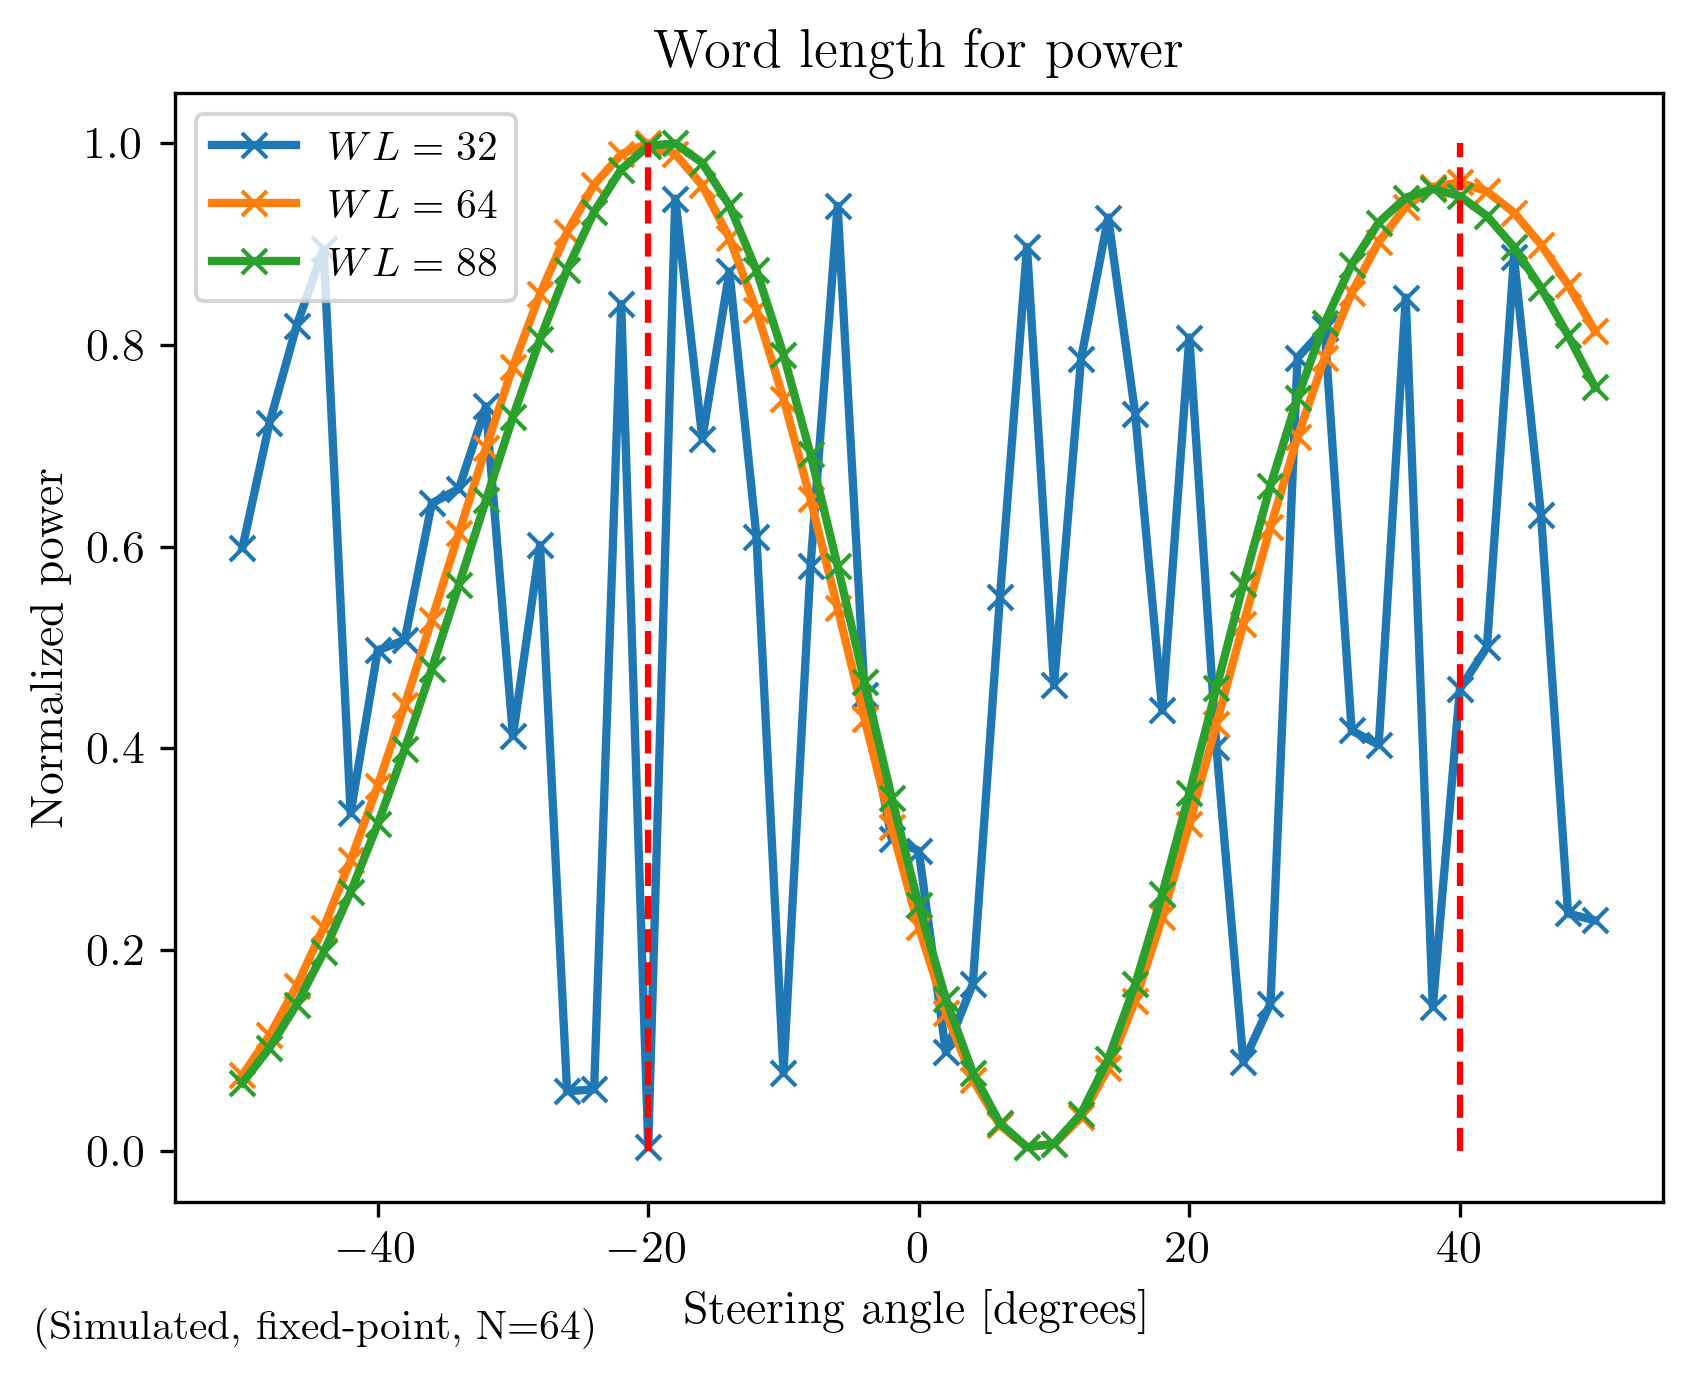 Word length for power
WL = 32
WL = 64
WL = 88
1.0
0.8
0.6
0.4
0.2
0.0
Normalized power
−40
−20
0
20
40
Steering angle [degrees]
(Simulated, fixed-point, N=64)